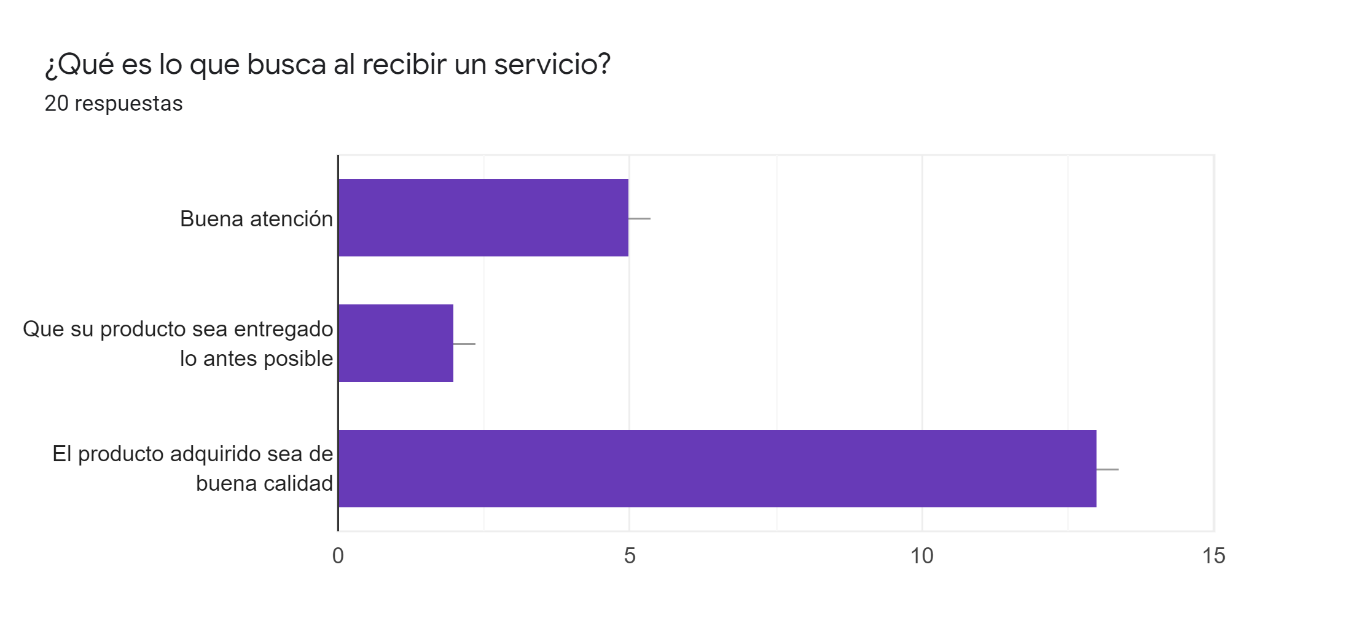 ¿Qué es lo que busca al recibir un servicio?
20 respuestas
Buena atención
Que su producto sea entregado
lo antes posible
El producto adquirido sea de
buena calidad
0 5 10 15